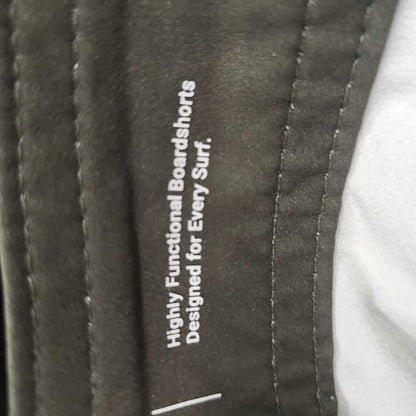 Highly Functional Boardshorts
Designed for Every Surf.